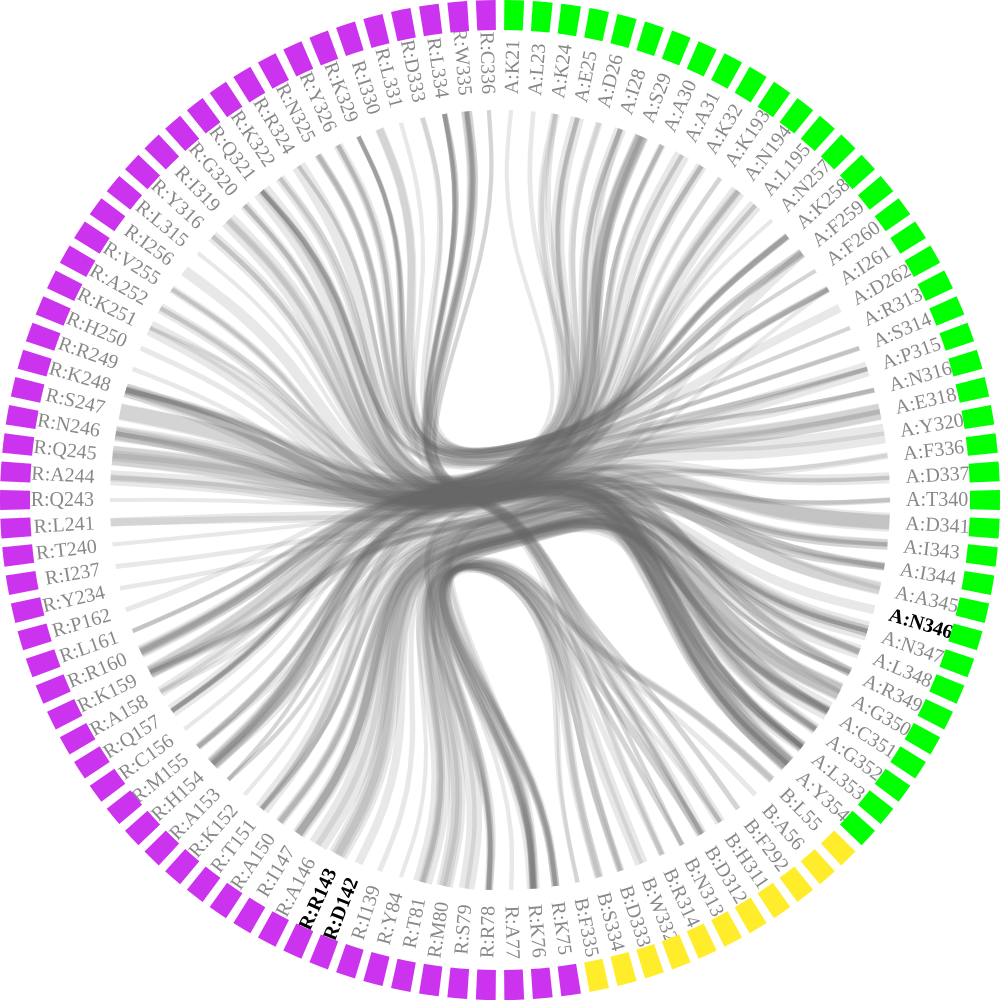 A:K21
A:L23
A:K24
A:E25
A:D26
A:I28
A:S29
A:A30
A:A31
A:K32
A:K193
A:N194
A:L195
A:N257
A:K258
A:F259
A:F260
A:I261
A:D262
A:R313
A:S314
A:P315
A:N316
A:E318
A:Y320
A:F336
A:D337
A:T340
A:D341
A:I343
A:I344
A:A345
A:N346
A:N347
A:L348
A:R349
A:G350
A:C351
A:G352
A:L353
A:Y354
B:L55
B:A56
B:F292
B:H311
B:D312
B:N313
B:R314
B:W332
B:D333
B:S334
B:F335
R:K75
R:K76
R:A77
R:R78
R:S79
R:M80
R:T81
R:Y84
R:I139
R:D142
R:R143
R:A146
R:I147
R:A150
R:T151
R:K152
R:A153
R:H154
R:M155
R:C156
R:Q157
R:A158
R:K159
R:R160
R:L161
R:P162
R:Y234
R:I237
R:T240
R:L241
R:Q243
R:A244
R:Q245
R:N246
R:S247
R:K248
R:R249
R:H250
R:K251
R:A252
R:V255
R:I256
R:L315
R:Y316
R:I319
R:G320
R:Q321
R:K322
R:R324
R:N325
R:Y326
R:K329
R:I330
R:L331
R:D333
R:L334
R:W335
R:C336